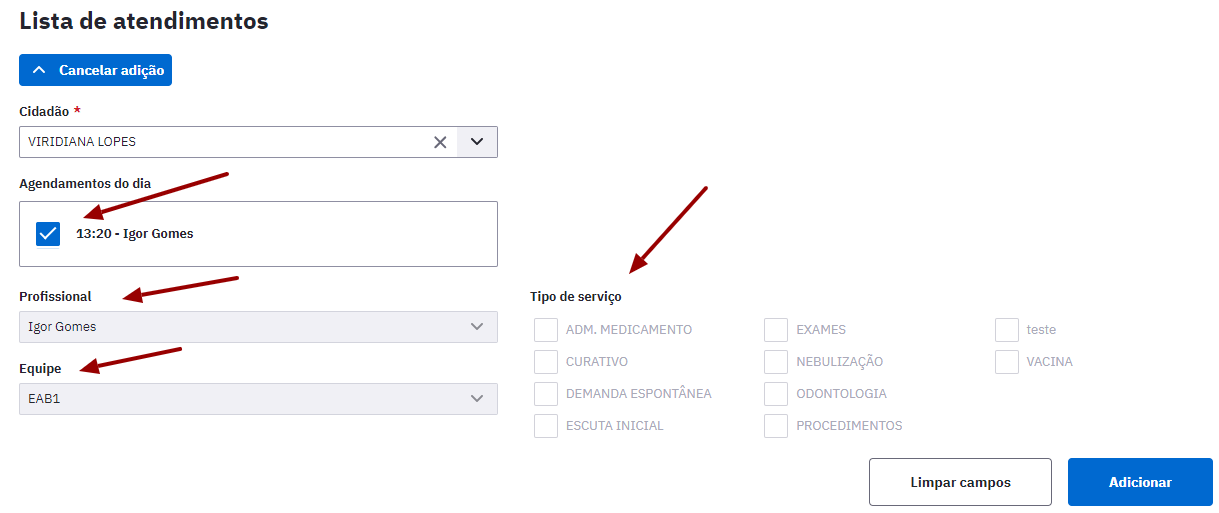 Lista de atendimentos
Cancelar adição
Cidadão *
VIRIDIANA LOPES
Agendamentos do dia
13:20 - Igor Gomes
Profissional
Igor Gomes
Equipe
EAB1
Tipo de serviço
ADM. MEDICAMENTO
EXAMES
teste
CURATIVO
NEBULIZAÇÃO
VACINA
DEMANDA ESPONTÂNEA
ODONTOLOGIA
ESCUTA INICIAL
PROCEDIMENTOS
Limpar campos
Adicionar